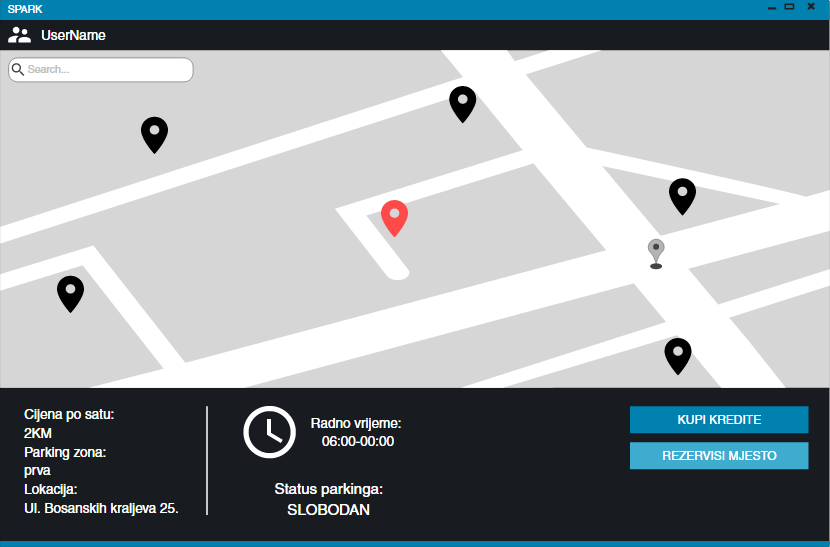 SPARK
UserName
Search...
Cijena po satu:
2KM
Parking zona:
prva
Lokacija:
Ul. Bosanskih kraljeva 25.
Radno vrijeme:
06:00-00:00
Status parkinga:
SLOBODAN
KUPI KREDITE
REZERVISI MJESTO